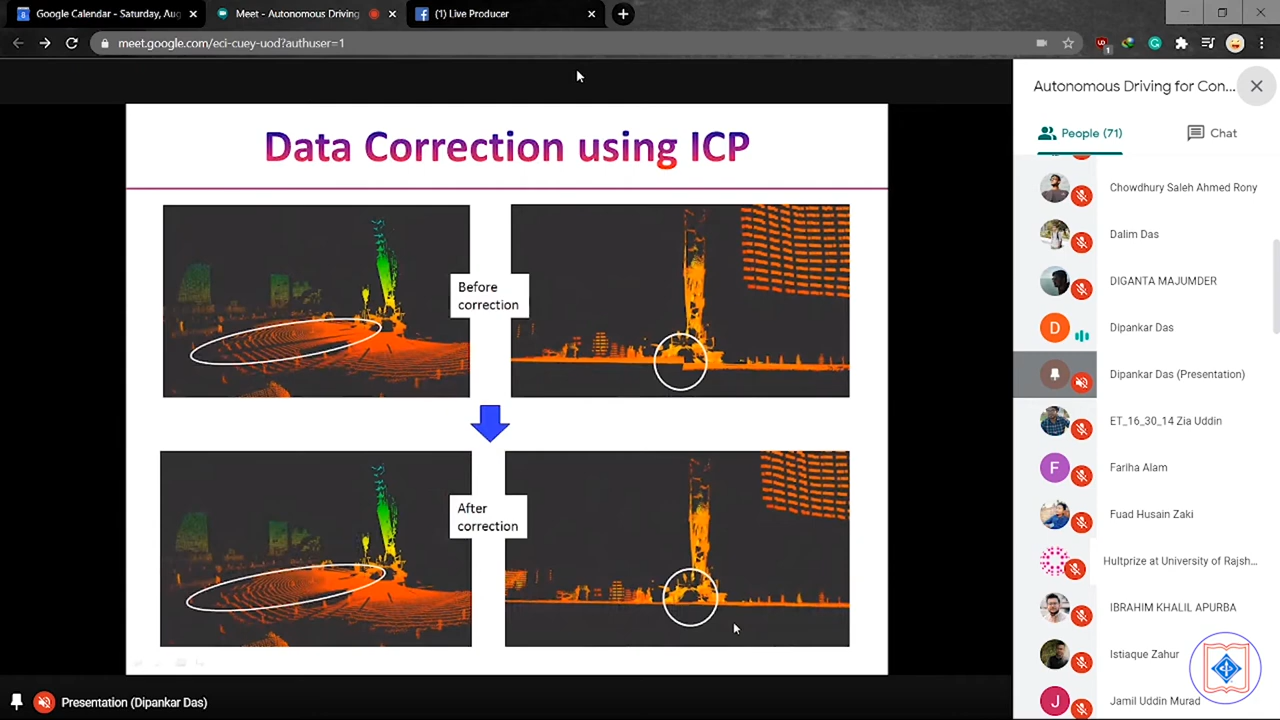 Google Calendar - Saturday, Aug
Meet - Autonomous Driving
(1) Live Producer
meet.google.com/eci-cuey-uod?authuser=1
Autonomous Driving for Con...
People (71)
Chat
Data Correction using ICP
Before
correction
After
correction
Chowdhury Saleh Ahmed Rony
Dalim Das
DIGANTA MAJUMDER
D
Dipankar Das
Dipankar Das (Presentation)
ET_16_30_14 Zia Uddin
F
Fariha Alam
Fuad Husain Zaki
Hultprize at University of Rajsh...
IBRAHIM KHALIL APURBA
Istiaque Zahur
J
Jamil Uddin Murad
Presentation (Dipankar Das)